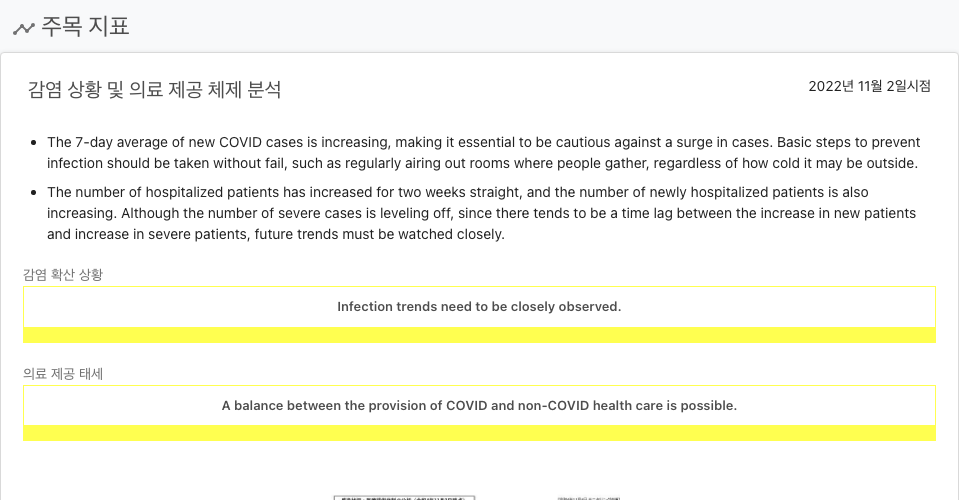 주목 지표
감염 상황 및 의료 제공 체제 분석
2022년 11월 2일시점
The 7-day average of new COVID cases is increasing, making it essential to be cautious against a surge in cases. Basic steps to prevent
infection should be taken without fail, such as regularly airing out rooms where people gather, regardless of how cold it may be outside.
The number of hospitalized patients has increased for two weeks straight, and the number of newly hospitalized patients is also
increasing. Although the number of severe cases is leveling off, since there tends to be a time lag between the increase in new patients
and increase in severe patients, future trends must be watched closely.
감염 확산 상황
Infection trends need to be closely observed.
의료 제공 태세
A balance between the provision of COVID and non-COVID health care is possible.